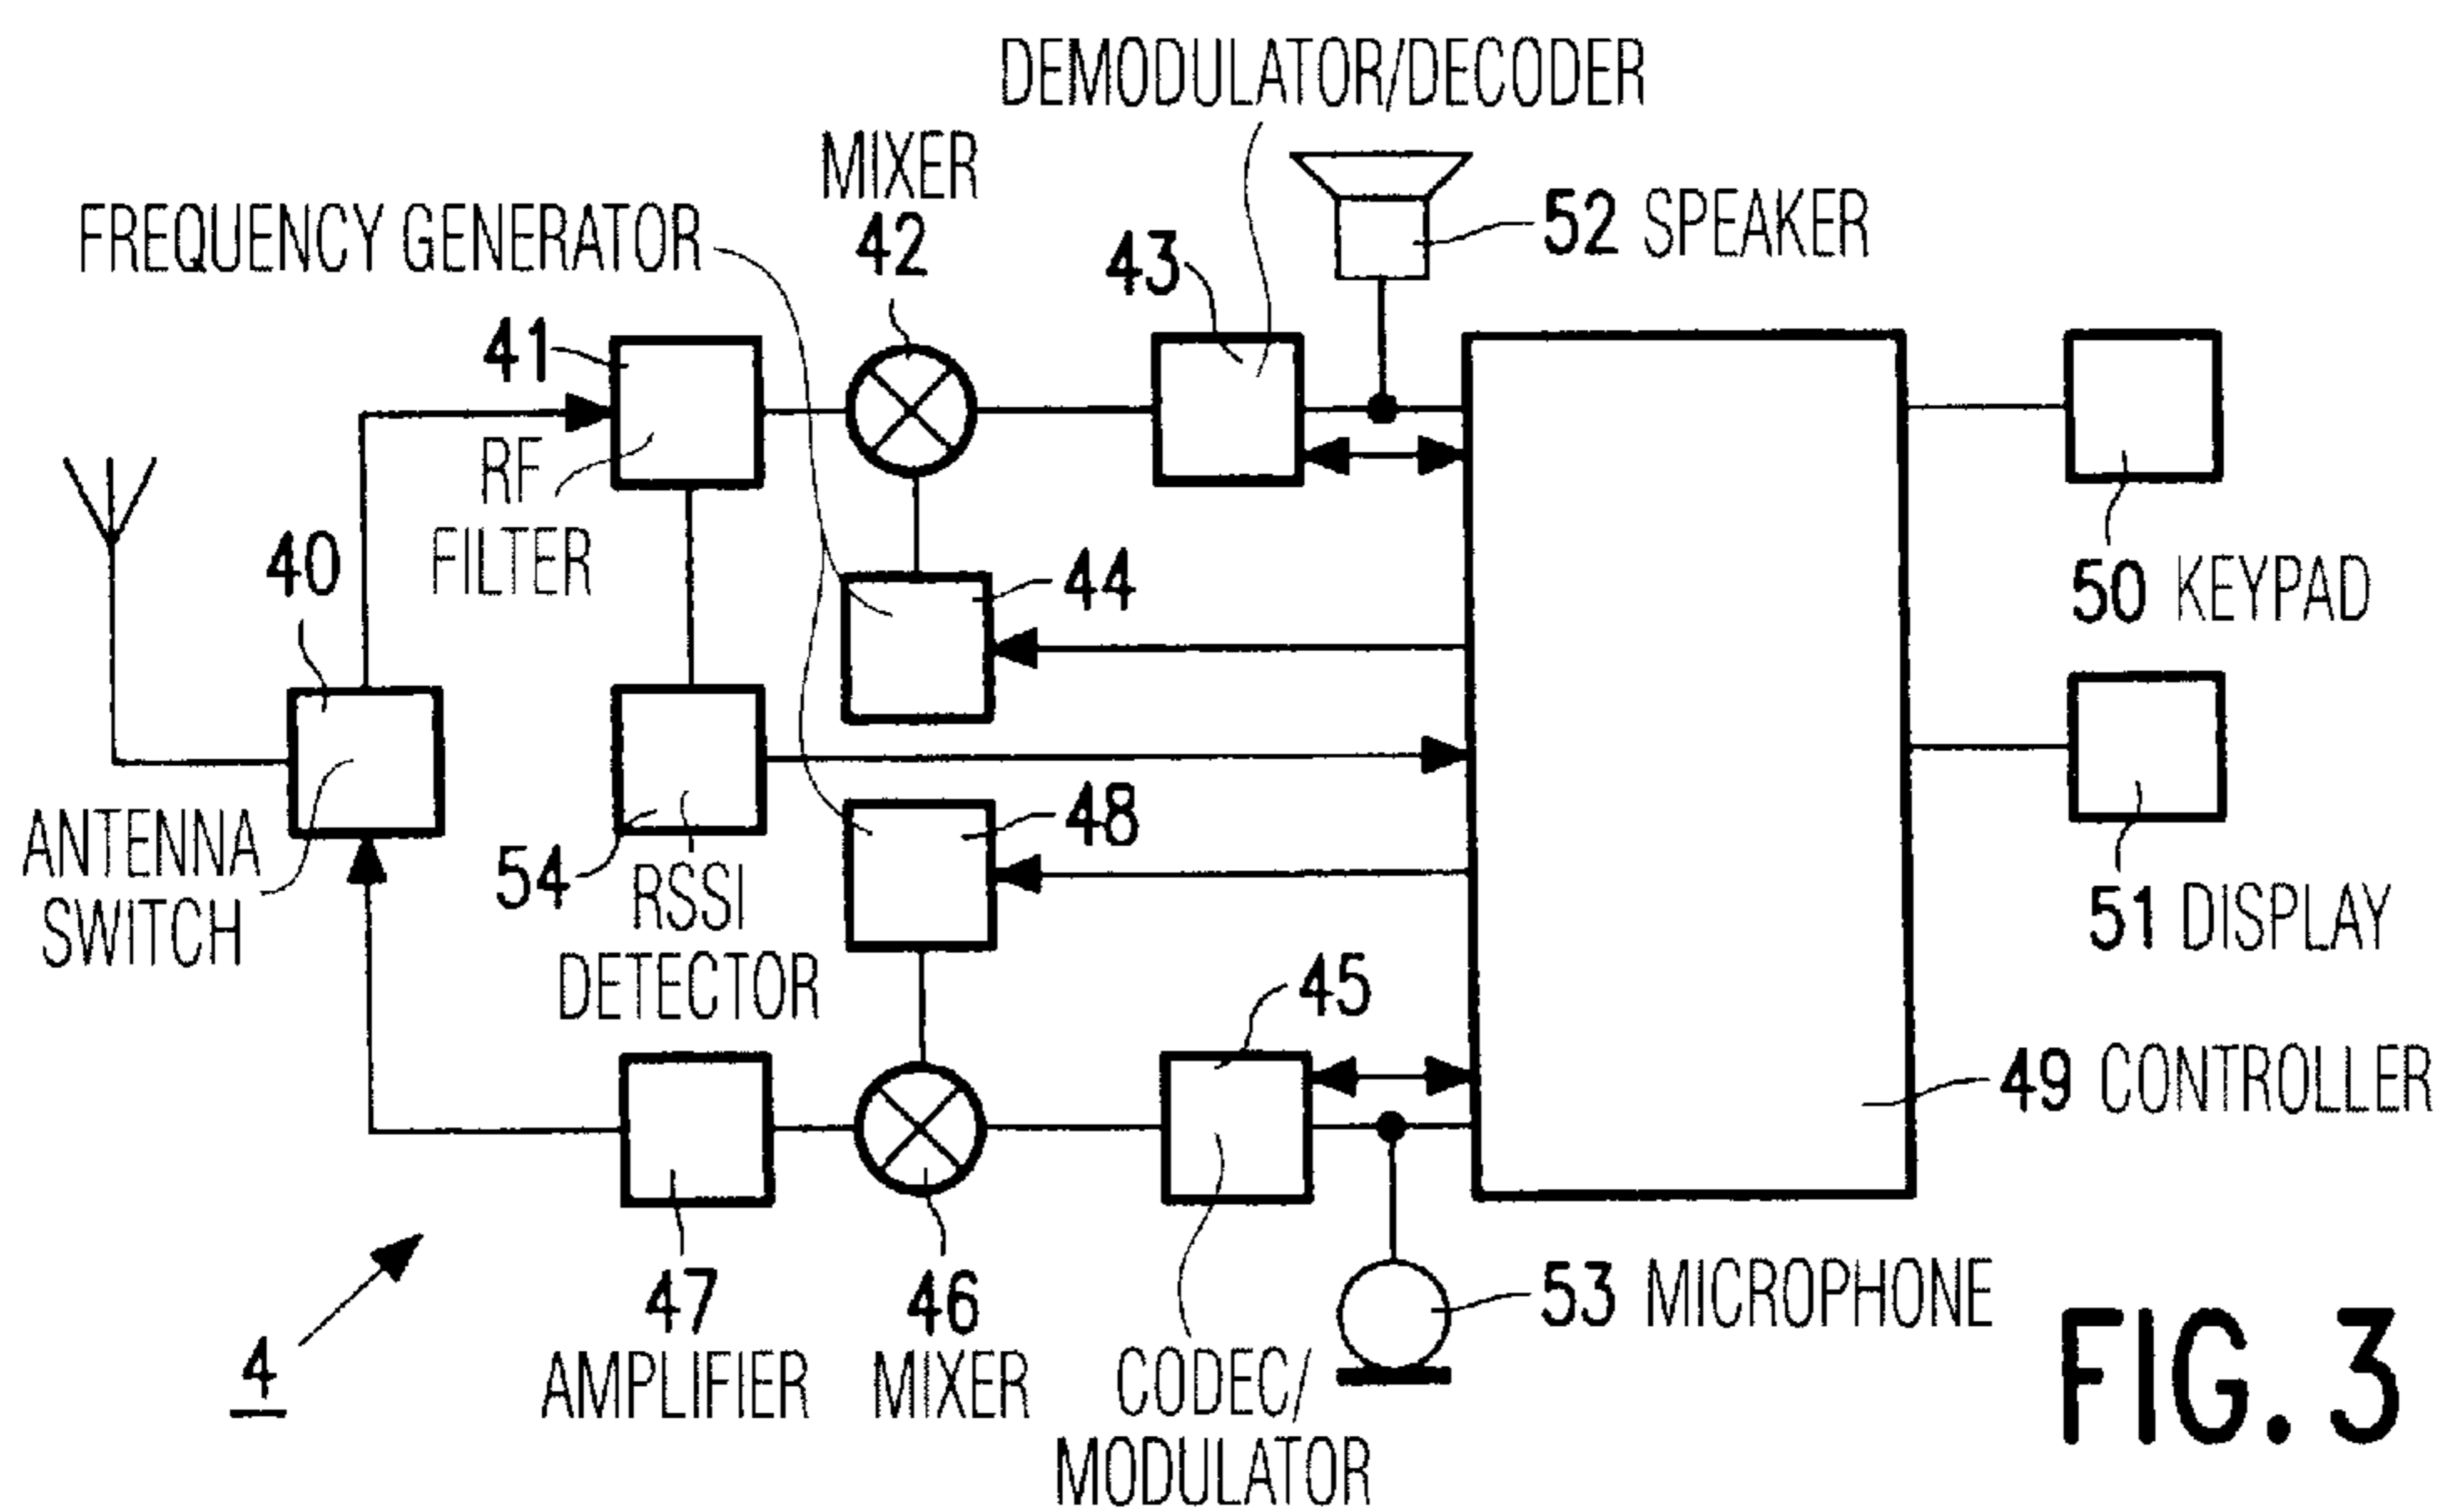 DEMODULATOR/DECODER
MIXER
42
FREQUENCY GENERATOR
43
52 SPEAKER
41
RF
FILTER
40
44
50 KEYPAD
ANTENNA
SWITCH
54
RSSI
DETECTOR
48
51 DISPLAY
45
49 CONTROLLER
47
AMPLIFIER
46
MIXER
CODEC/
MODULATOR
53 MICROPHONE
4
FIG. 3